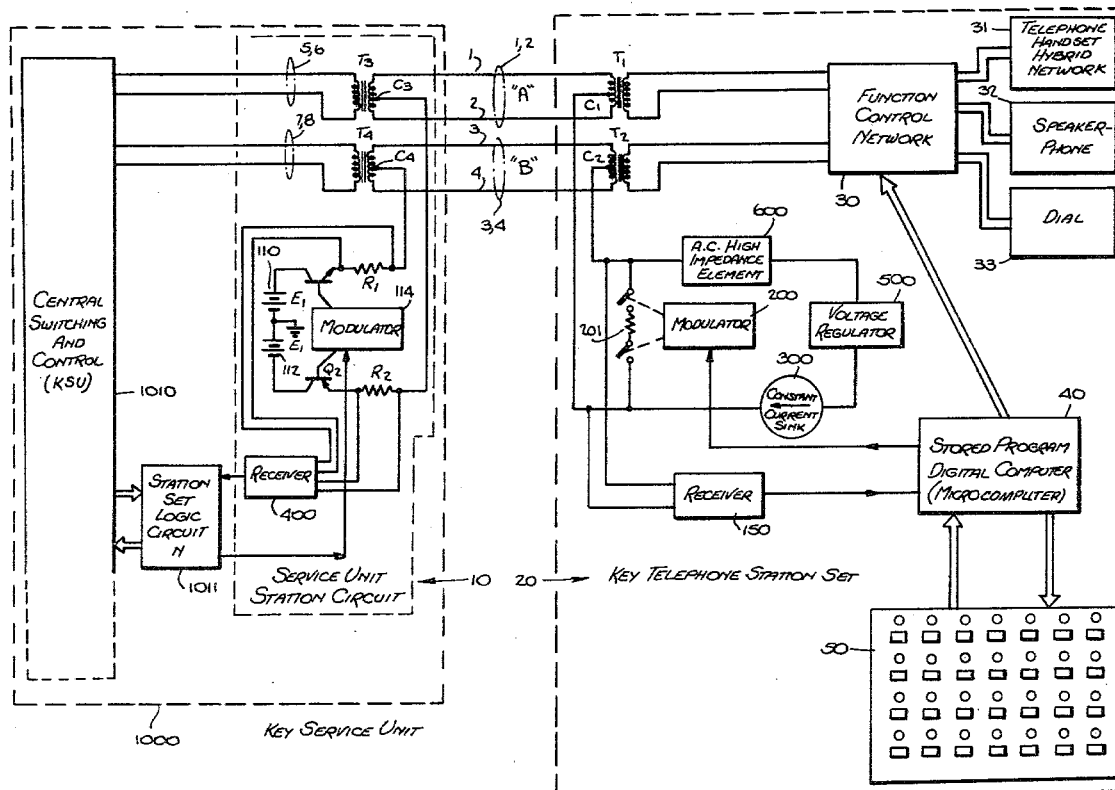 5,6
T3
C3
1
1,2
2
"A"
7,8
T4
C4
3
4
"B"
3,4
T1
C1
T2
C2
FUNCTION
CONTROL
NETWORK
30
31
TELEPHONE
HANDSET
HYBRID
NETWORK
32
SPEAKER-
PHONE
DIAL
33
CENTRAL
SWITCHING
AND
CONTROL
(KSU)
1010
110
E1
E1
112
R1
114
MODULATOR
Q2
R2
RECEIVER
400
STATION
SET
LOGIC
CIRCUIT
N
1011
SERVICE UNIT
STATION CIRCUIT
10
20
KEY TELEPHONE STATION SET
1000
KEY SERVICE UNIT
600
A.C. HIGH
IMPEDANCE
ELEMENT
500
VOLTAGE
REGULATOR
201
200
MODULATOR
300
CONSTANT
CURRENT
SINK
RECEIVER
150
40
STORED PROGRAM
DIGITAL COMPUTER
(MICROCOMPUTER)
50